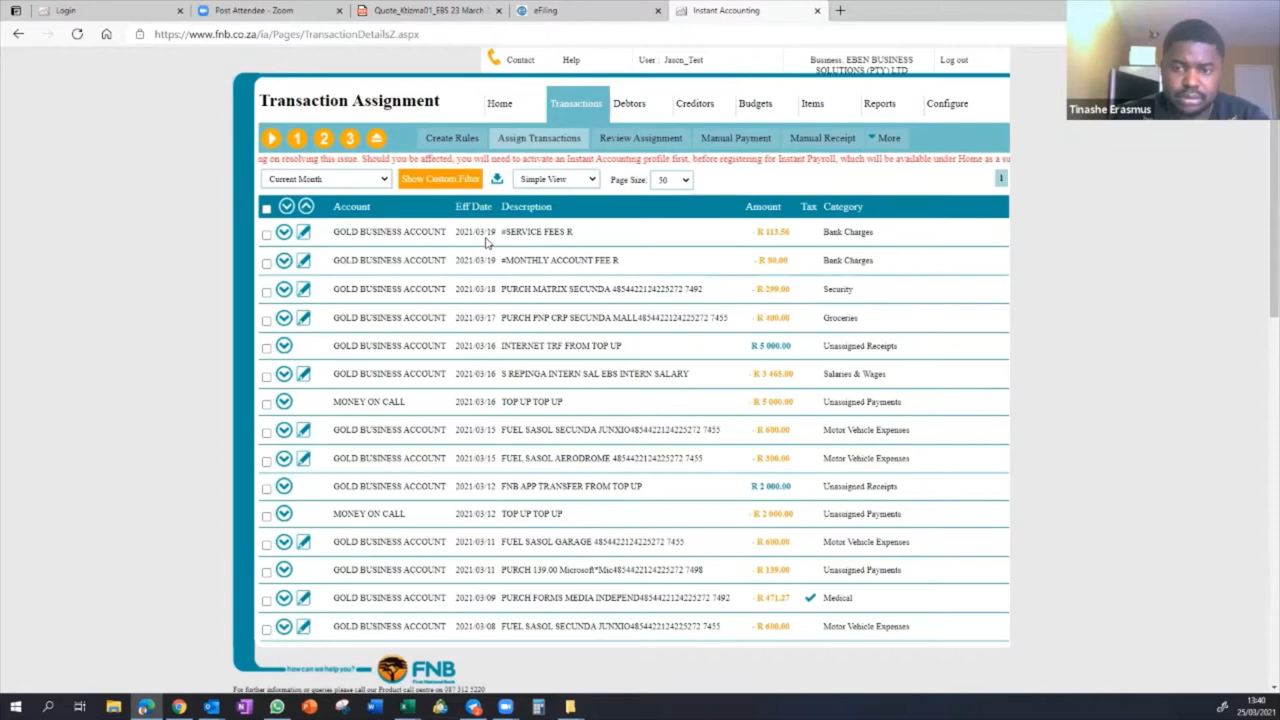 Login
Post Attendee - Zoom
Quote_Ktizma01_EBS 23 March
eFiling
Instant Accounting
https://www.fnb.co.za/ia/Pages/TransactionDetailsZ.aspx
Contact Help User : Jason_Test Business: EBEN BUSINESS SOLUTIONS (PTY) LTD Log out
Tinashe Erasmus
Transaction Assignment
Home Transactions Debtors Creditors Budgets Items Reports Configure
1 2 3 Create Rules Assign Transactions Review Assignment Manual Payment Manual Receipt More
ng on resolving this issue. Should you be affected, you will need to activate an Instant Accounting profile first, before registering for Instant Payroll, which will be available under Home as a su
Current Month Show Custom Filter Simple View Page Size: 50 1
Account Eff Date Description Amount Tax Category
GOLD BUSINESS ACCOUNT 2021/03/19 #SERVICE FEES R - R 113.56 Bank Charges
GOLD BUSINESS ACCOUNT 2021/03/19 #MONTHLY ACCOUNT FEE R - R 80.00 Bank Charges
GOLD BUSINESS ACCOUNT 2021/03/18 PURCH MATRIX SECUNDA 4854422124225272 7492 - R 299.00 Security
GOLD BUSINESS ACCOUNT 2021/03/17 PURCH PNP CRP SECUNDA MALL4854422124225272 7455 - R 400.00 Groceries
GOLD BUSINESS ACCOUNT 2021/03/16 INTERNET TRF FROM TOP UP R 5 000.00 Unassigned Receipts
GOLD BUSINESS ACCOUNT 2021/03/16 S REPINGA INTERN SAL EBS INTERN SALARY - R 3 465.00 Salaries & Wages
MONEY ON CALL 2021/03/16 TOP UP TOP UP - R 5 000.00 Unassigned Payments
GOLD BUSINESS ACCOUNT 2021/03/15 FUEL SASOL SECUNDA JUNXIO4854422124225272 7455 - R 600.00 Motor Vehicle Expenses
GOLD BUSINESS ACCOUNT 2021/03/15 FUEL SASOL AERODROME 4854422124225272 7455 - R 300.00 Motor Vehicle Expenses
GOLD BUSINESS ACCOUNT 2021/03/12 FNB APP TRANSFER FROM TOP UP R 2 000.00 Unassigned Receipts
MONEY ON CALL 2021/03/12 TOP UP TOP UP - R 2 000.00 Unassigned Payments
GOLD BUSINESS ACCOUNT 2021/03/11 FUEL SASOL GARAGE 4854422124225272 7455 - R 600.00 Motor Vehicle Expenses
GOLD BUSINESS ACCOUNT 2021/03/11 PURCH 139.00 Microsoft*Mic4854422124225272 7498 - R 139.00 Unassigned Payments
GOLD BUSINESS ACCOUNT 2021/03/09 PURCH FORMS MEDIA INDEPEND4854422124225272 7492 - R 471.27 Medical
GOLD BUSINESS ACCOUNT 2021/03/08 FUEL SASOL SECUNDA JUNXIO4854422124225272 7455 - R 600.00 Motor Vehicle Expenses
how can we help you? FNB
First National Bank
For further information or queries please call our Product call centre on 087 312 5220
13:40
25/03/2021